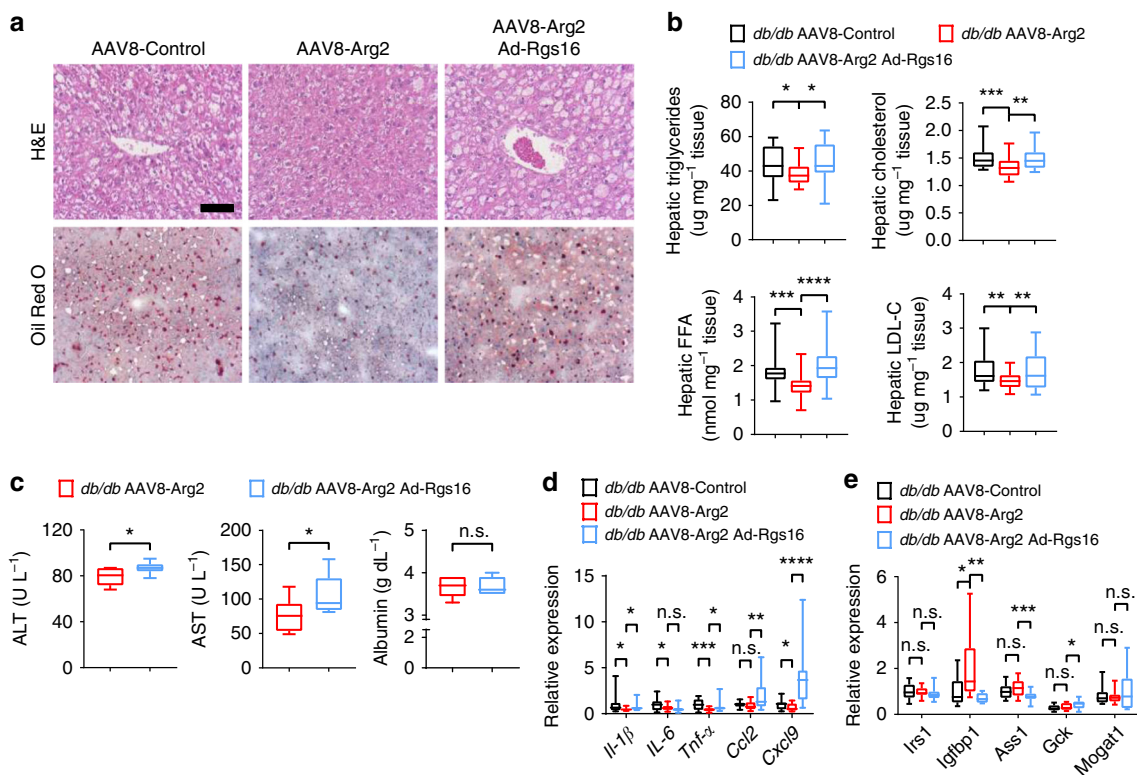 a
AAV8-Control
AAV8-Arg2
AAV8-Arg2
Ad-Rgs16
H&E
Oil Red O
b
db/db AAV8-Control
db/db AAV8-Arg2
db/db AAV8-Arg2 Ad-Rgs16
Hepatic triglycerides
(ug mg⁻¹ tissue)
80
60
40
20
0
* *
Hepatic cholesterol
(ug mg⁻¹ tissue)
2.5
2.0
1.5
1.0
0.5
0.0
*** **
Hepatic FFA
(nmol mg⁻¹ tissue)
4
3
2
1
0
*** ****
Hepatic LDL-C
(ug mg⁻¹ tissue)
4
3
2
1
0
** **
c
db/db AAV8-Arg2
db/db AAV8-Arg2 Ad-Rgs16
ALT (U L⁻¹)
120
80
40
0
*
AST (U L⁻¹)
200
150
100
50
0
*
Albumin (g dL⁻¹)
5
4
3
2
0
n.s.
d
db/db AAV8-Control
db/db AAV8-Arg2
db/db AAV8-Arg2 Ad-Rgs16
Relative expression
15
10
5
0
* * * n.s. *** * n.s. ** * ****
Il-1β IL-6 Tnf-α Ccl2 Cxcl9
e
db/db AAV8-Control
db/db AAV8-Arg2
db/db AAV8-Arg2 Ad-Rgs16
Relative expression
6
4
2
0
n.s. n.s. * ** n.s. *** n.s. * n.s. n.s.
Irs1 Igfbp1 Ass1 Gck Mogat1